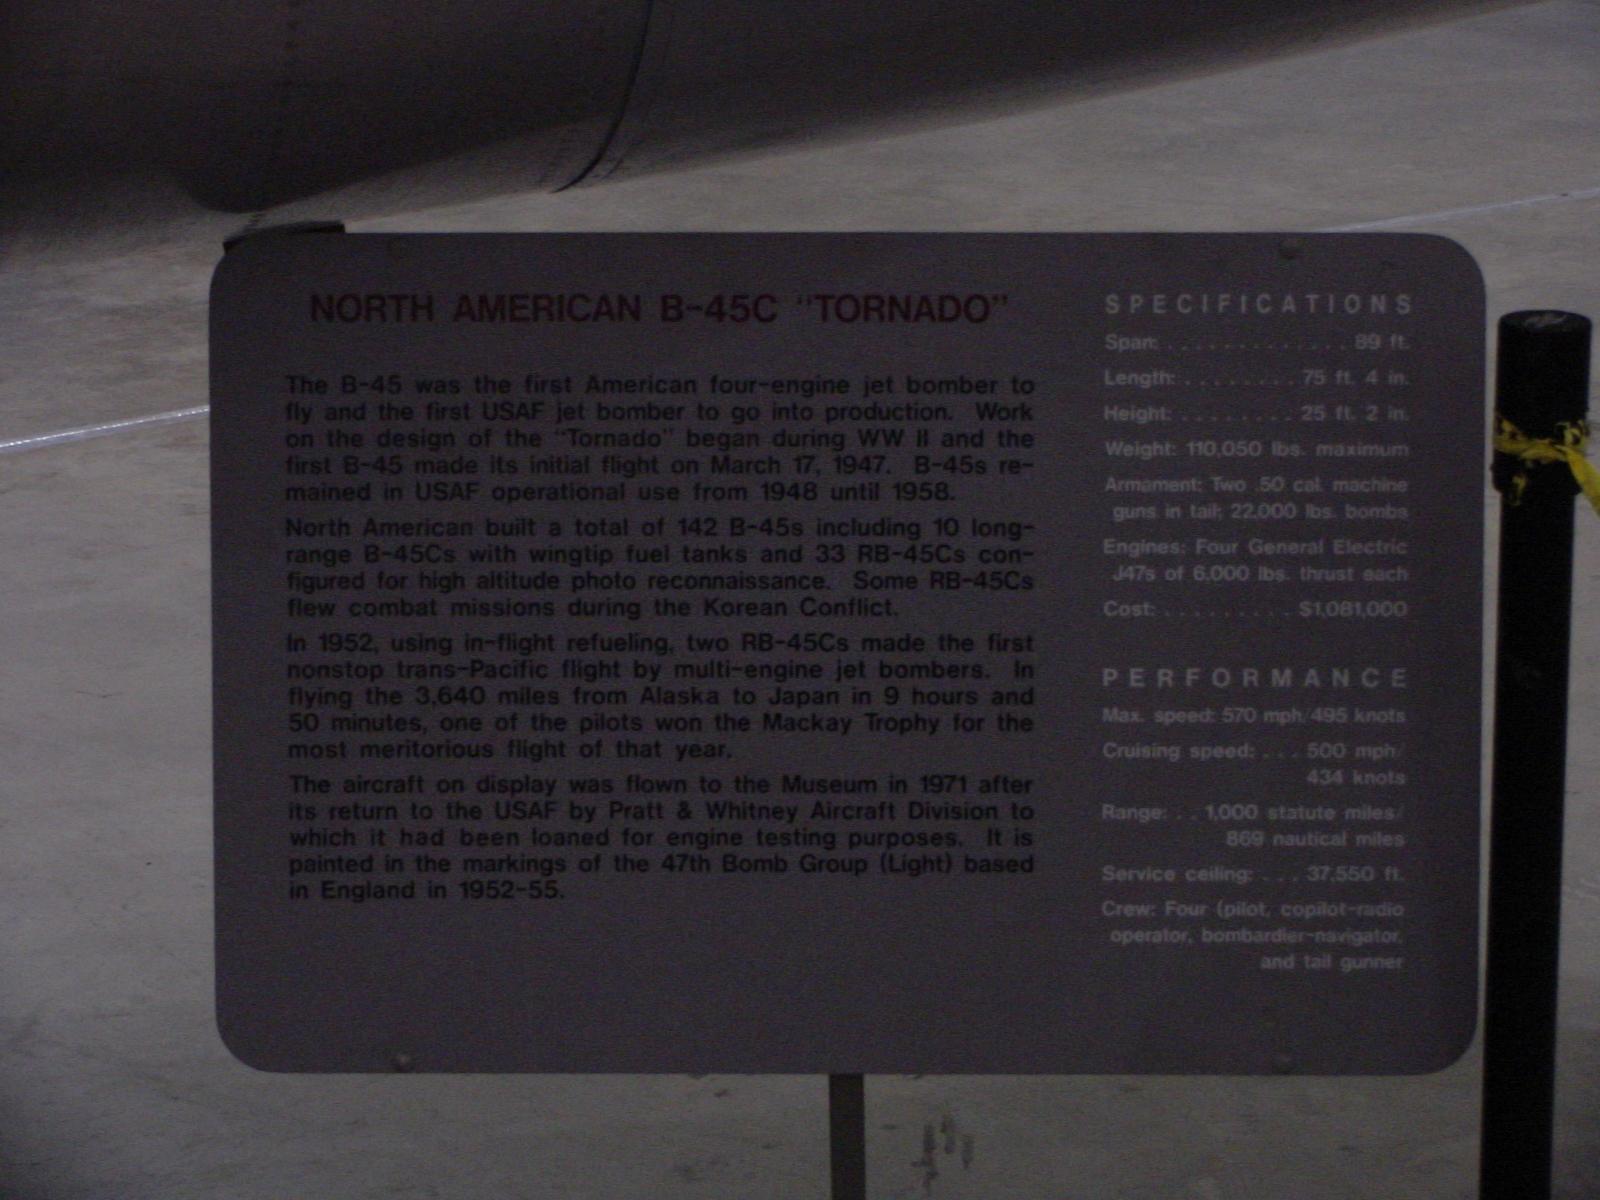 NORTH AMERICAN B-45C "TORNADO"
The B-45 was the first American four-engine jet bomber to
fly and the first USAF jet bomber to go into production. Work
on the design of the "Tornado" began during WW II and the
first B-45 made its initial flight on March 17, 1947. B-45s re-
mained in USAF operational use from 1948 until 1958.
North American built a total of 142 B-45s including 10 long-
range B-45Cs with wingtip fuel tanks and 33 RB-45Cs con-
figured for high altitude photo reconnaissance. Some RB-45Cs
flew combat missions during the Korean Conflict.
In 1952, using in-flight refueling, two RB-45Cs made the first
nonstop trans-Pacific flight by multi-engine jet bombers. In
flying the 3,640 miles from Alaska to Japan in 9 hours and
50 minutes, one of the pilots won the Mackay Trophy for the
most meritorious flight of that year.
The aircraft on display was flown to the Museum in 1971 after
its return to the USAF by Pratt & Whitney Aircraft Division to
which it had been loaned for engine testing purposes. It is
painted in the markings of the 47th Bomb Group (Light) based
in England in 1952-55.
SPECIFICATIONS
Span: . . . . . . . . . . . . . 89 ft.
Length: . . . . . . . . 75 ft. 4 in.
Height: . . . . . . . . 25 ft. 2 in.
Weight: 110,050 lbs. maximum
Armament: Two .50 cal. machine
guns in tail; 22,000 lbs. bombs
Engines: Four General Electric
J47s of 6,000 lbs. thrust each
Cost: . . . . . . . . . $1,081,000
PERFORMANCE
Max. speed: 570 mph/495 knots
Cruising speed: . . . 500 mph/
434 knots
Range: . . 1,000 statute miles/
869 nautical miles
Service ceiling: . . . 37,550 ft.
Crew: Four (pilot, copilot-radio
operator, bombardier-navigator,
and tail gunner